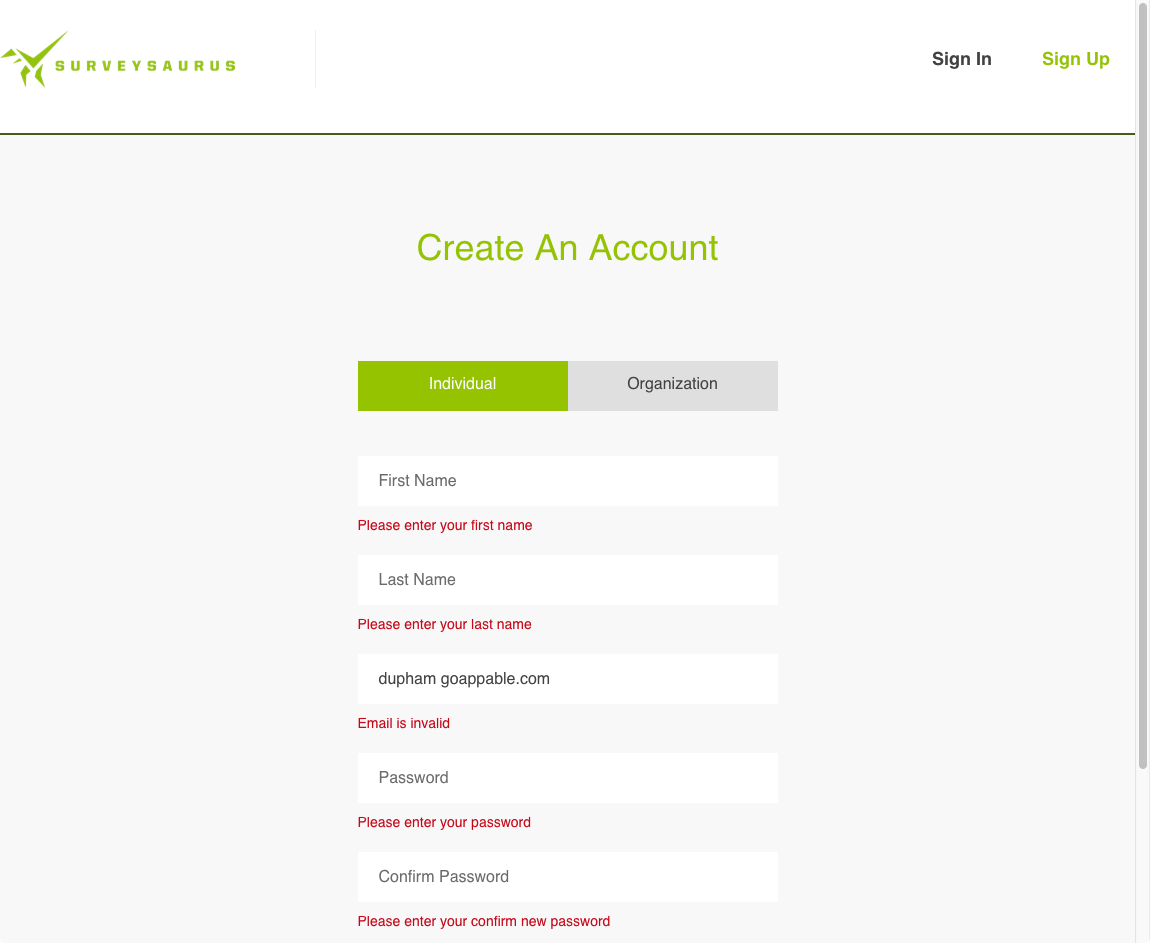 SURVEYSAURUS
Sign In
Sign Up
Create An Account
Individual
Organization
First Name
Please enter your first name
Last Name
Please enter your last name
dupham goappable.com
Email is invalid
Password
Please enter your password
Confirm Password
Please enter your confirm new password